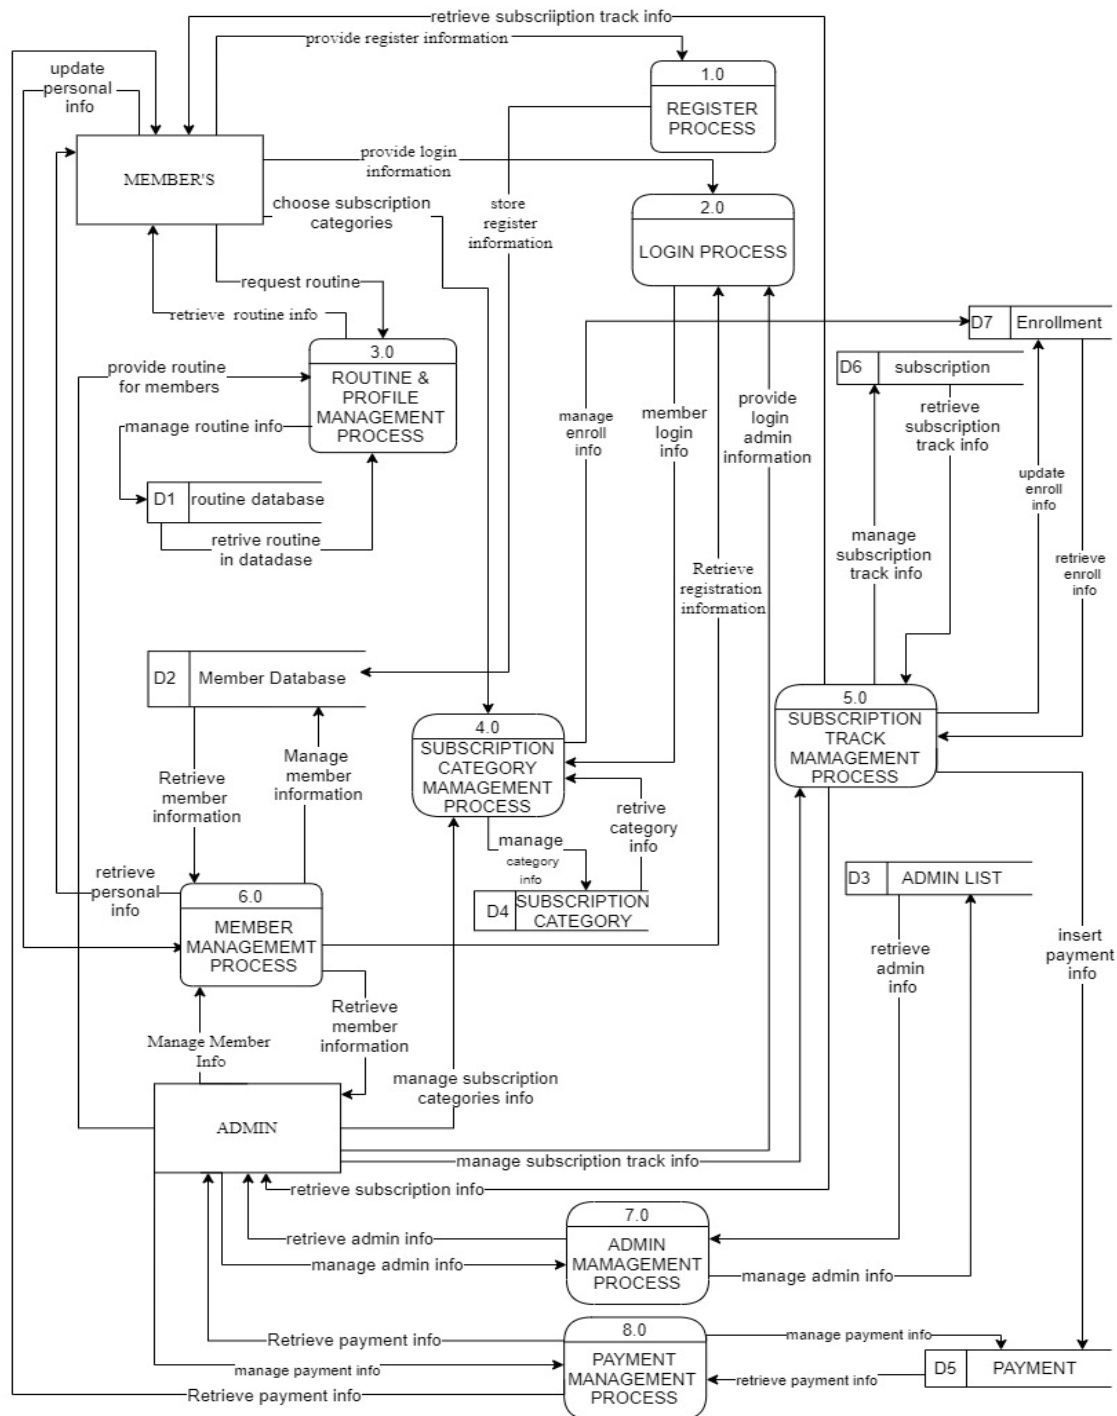 retrieve subscriiption track info
provide register information
update
personal
info
1.0
REGISTER
PROCESS
MEMBER'S
provide login
information
choose subscription
categories
store
register
information
2.0
LOGIN PROCESS
request routine
retrieve routine info
3.0
ROUTINE &
PROFILE
MANAGEMENT
PROCESS
provide routine
for members
manage routine info
D1
routine database
retrive routine
in datadase
D7
Enrollment
D6
subscription
retrieve
subscription
track info
manage
enroll
info
member
login
info
provide
login
admin
information
update
enroll
info
manage
subscription
track info
retrieve
enroll
info
Retrieve
registration
information
D2
Member Database
4.0
SUBSCRIPTION
CATEGORY
MAMAGEMENT
PROCESS
5.0
SUBSCRIPTION
TRACK
MAMAGEMENT
PROCESS
Retrieve
member
information
Manage
member
information
manage
category
info
retrive
category
info
D4
SUBSCRIPTION
CATEGORY
D3
ADMIN LIST
retrieve
personal
info
6.0
MEMBER
MANAGEMEMT
PROCESS
retrieve
admin
info
insert
payment
info
Retrieve
member
information
Manage Member
Info
manage subscription
categories info
ADMIN
manage subscription track info
retrieve subscription info
7.0
ADMIN
MAMAGEMENT
PROCESS
retrieve admin info
manage admin info
manage admin info
8.0
PAYMENT
MANAGEMENT
PROCESS
Retrieve payment info
manage payment info
Retrieve payment info
manage payment info
retrieve payment info
D5
PAYMENT